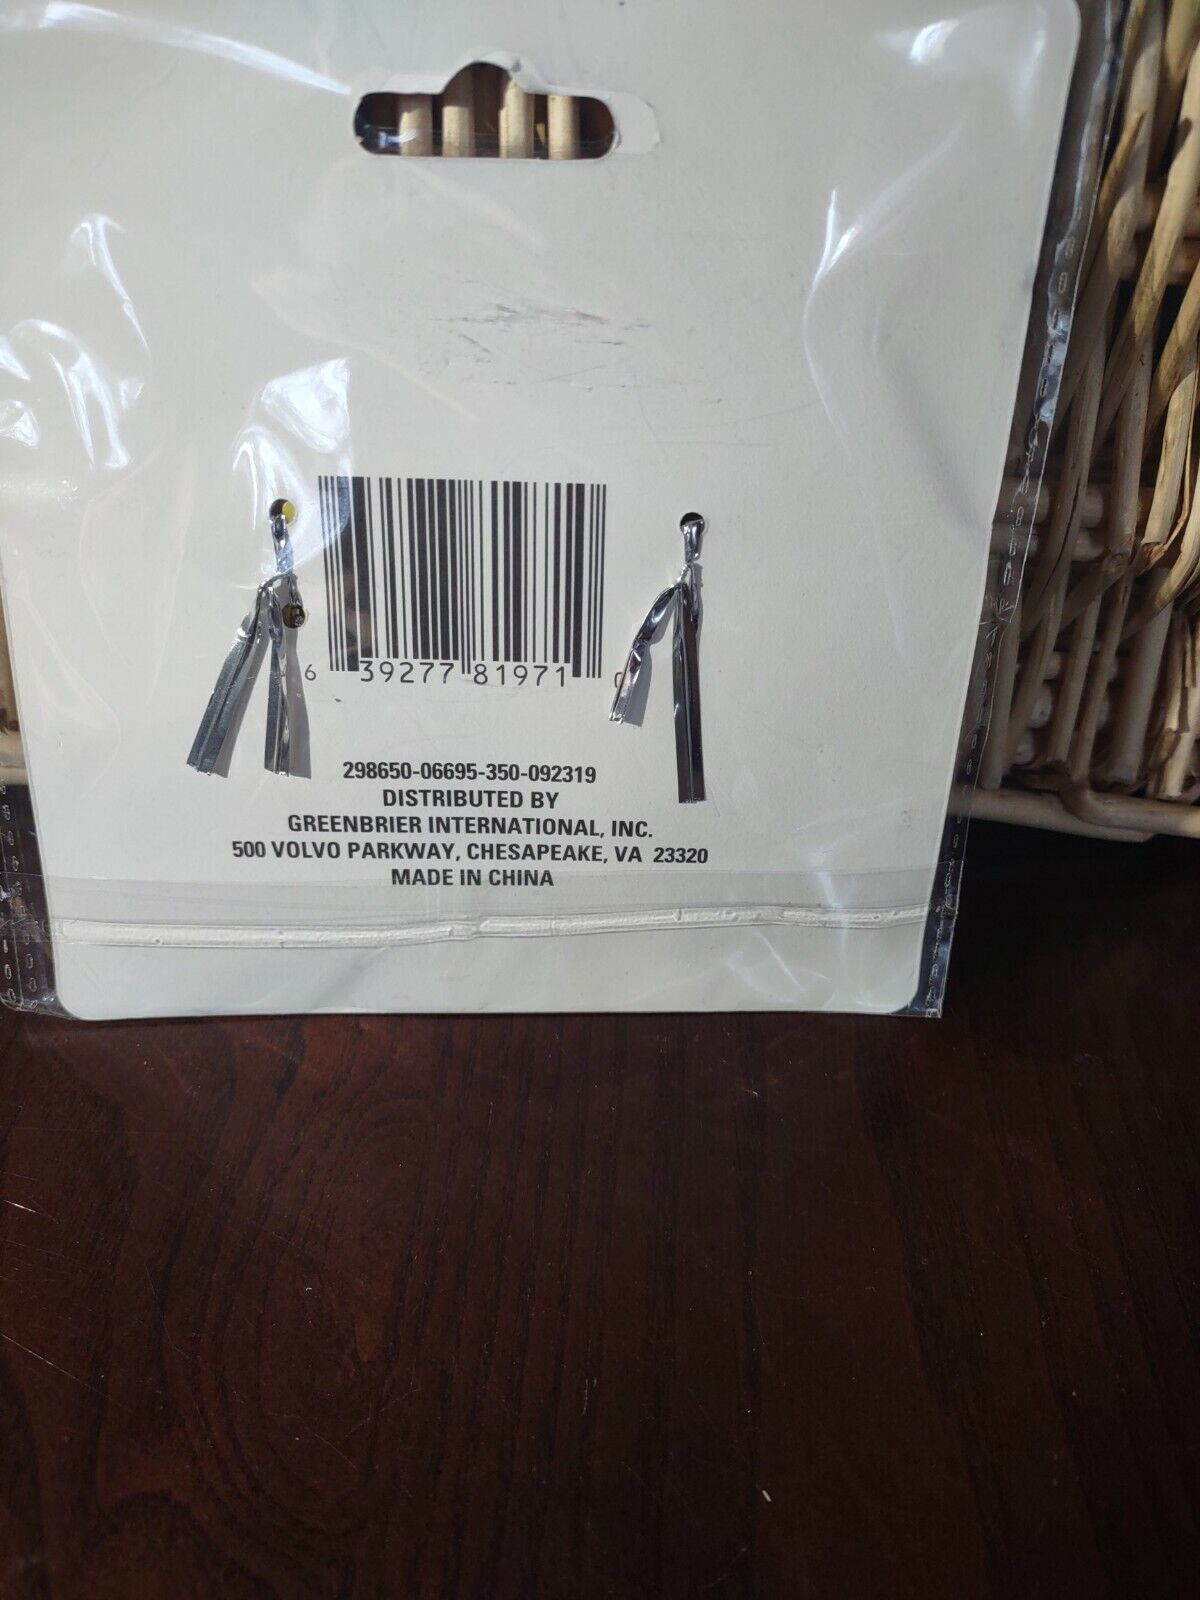 6 39277 81971 0
298650-06695-350-092319
DISTRIBUTED BY
GREENBRIER INTERNATIONAL, INC.
500 VOLVO PARKWAY, CHESAPEAKE, VA 23320
MADE IN CHINA